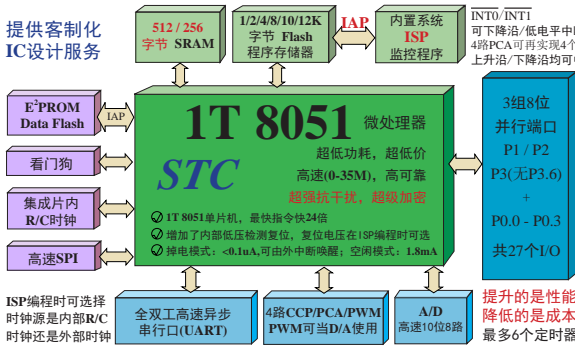 提供客制化
IC设计服务
512 / 256
字节 SRAM
1/2/4/8/10/12K
字节 Flash
程序存储器
IAP
内置系统
ISP
监控程序
INT0/INT1
可下降沿/低电平中
4路PCA可再实现4个
上升沿/下降沿均可
E²PROM
Data Flash
IAP
看门狗
集成片内
R/C时钟
高速SPI
1T 8051 微处理器
STC
超低功耗，超低价
高速(0-35M)，高可靠
超强抗干扰，超级加密
1T 8051单片机，最快指令快24倍
增加了内部低压检测复位，复位电压在ISP编程时可选
掉电模式：<0.1uA,可由外中断唤醒；空闲模式：1.8mA
3组8位
并行端口
P1 / P2
P3(无P3.6)
+
P0.0 - P0.3
共27个I/O
ISP编程时可选择
时钟源是内部R/C
时钟还是外部时钟
全双工高速异步
串行口(UART)
4路CCP/PCA/PWM
PWM可当D/A使用
A/D
高速10位8路
提升的是性能
降低的是成本
最多6个定时器